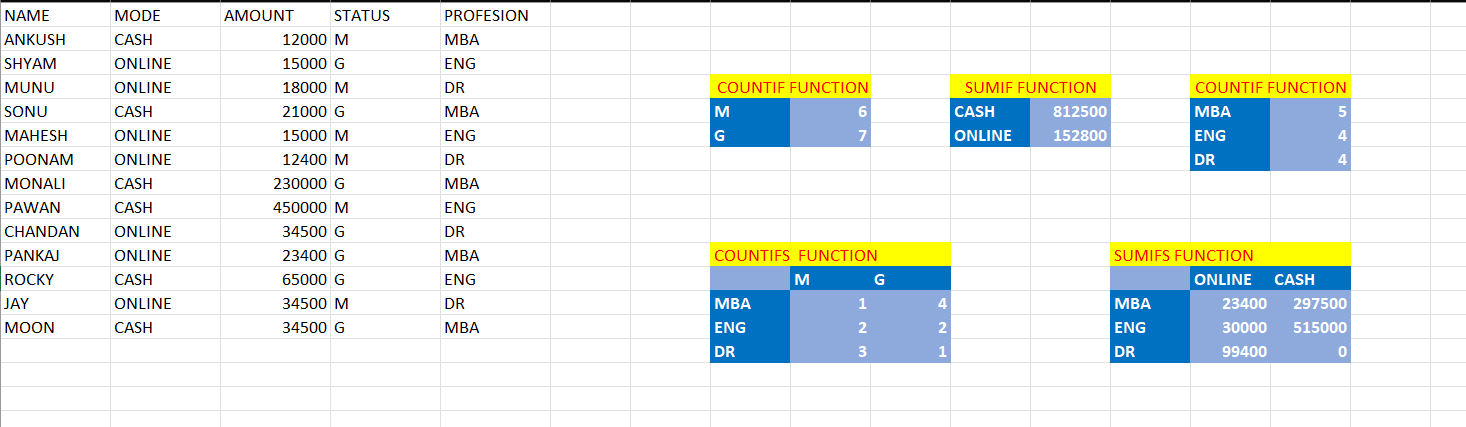 NAME MODE AMOUNT STATUS PROFESION
ANKUSH CASH 12000 M MBA
SHYAM ONLINE 15000 G ENG
MUNU ONLINE 18000 M DR COUNTIF FUNCTION SUMIF FUNCTION COUNTIF FUNCTION
SONU CASH 21000 G MBA M 6 CASH 812500 MBA 5
MAHESH ONLINE 15000 M ENG G 7 ONLINE 152800 ENG 4
POONAM ONLINE 12400 M DR DR 4
MONALI CASH 230000 G MBA
PAWAN CASH 450000 M ENG
CHANDAN ONLINE 34500 G DR
PANKAJ ONLINE 23400 G MBA COUNTIFS FUNCTION SUMIFS FUNCTION
ROCKY CASH 65000 G ENG M G ONLINE CASH
JAY ONLINE 34500 M DR MBA 1 4 MBA 23400 297500
MOON CASH 34500 G MBA ENG 2 2 ENG 30000 515000
DR 3 1 DR 99400 0